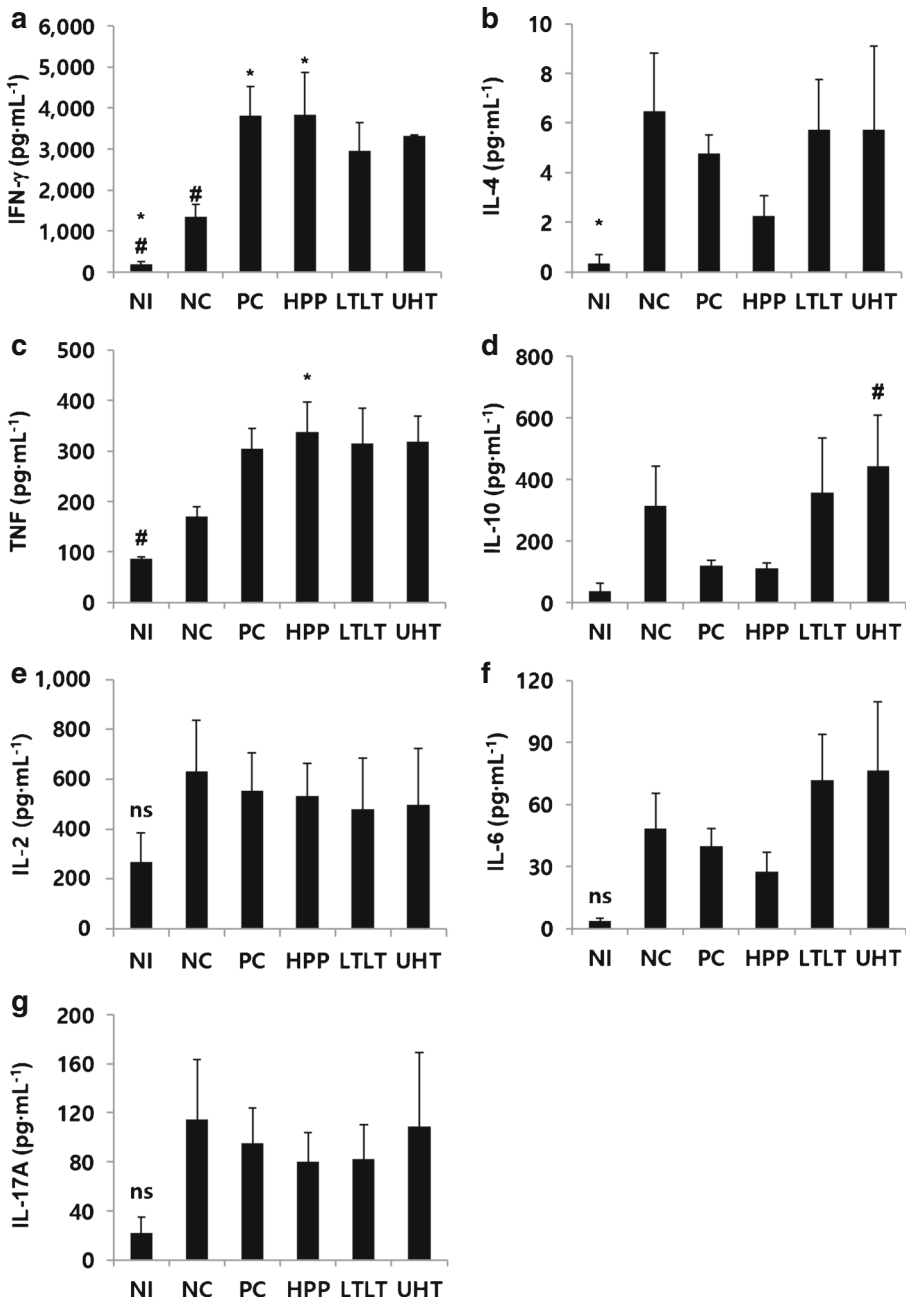 a
6,000
5,000
4,000
3,000
2,000
1,000
0
IFN-γ (pg·mL-1)
*
#
#
*
*
NI NC PC HPP LTLT UHT
b
10
8
6
4
2
0
IL-4 (pg·mL-1)
*
NI NC PC HPP LTLT UHT
c
500
400
300
200
100
0
TNF (pg·mL-1)
#
*
NI NC PC HPP LTLT UHT
d
800
600
400
200
0
IL-10 (pg·mL-1)
#
NI NC PC HPP LTLT UHT
e
1,000
800
600
400
200
0
IL-2 (pg·mL-1)
ns
NI NC PC HPP LTLT UHT
f
120
90
60
30
0
IL-6 (pg·mL-1)
ns
NI NC PC HPP LTLT UHT
g
200
160
120
80
40
0
IL-17A (pg·mL-1)
ns
NI NC PC HPP LTLT UHT